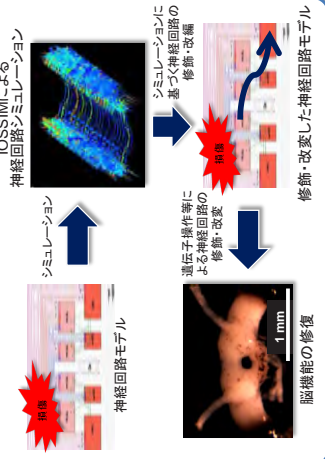 IOSSIMによる
神経回路シミュレーション
シミュレーション
損傷
神経回路モデル
シミュレーションに
基づく神経回路の
修飾・改編
損傷
修飾・改変した神経回路モデル
遺伝子操作等に
よる神経回路の
修飾・改変
1 mm
脳機能の修復